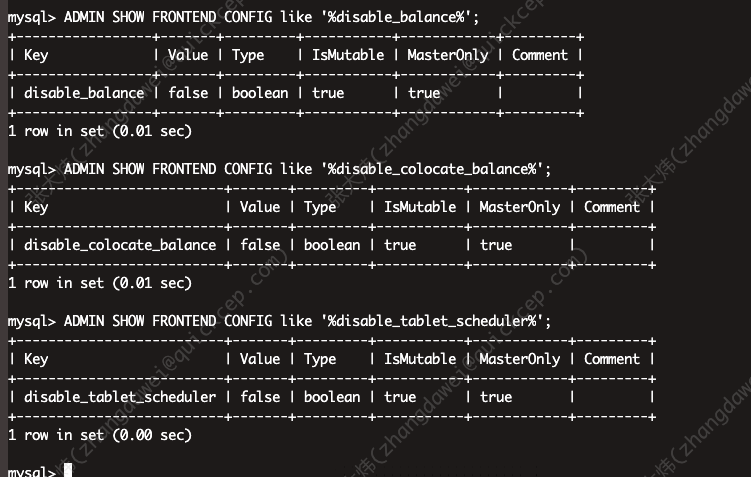 mysql> ADMIN SHOW FRONTEND CONFIG like '%disable_balance%';
+-----------------+-------+---------+-----------+------------+---------+
| Key | Value | Type | IsMutable | MasterOnly | Comment |
+-----------------+-------+---------+-----------+------------+---------+
| disable_balance | false | boolean | true | true | |
+-----------------+-------+---------+-----------+------------+---------+
1 row in set (0.01 sec)
mysql> ADMIN SHOW FRONTEND CONFIG like '%disable_colocate_balance%';
+--------------------------+-------+---------+-----------+------------+---------+
| Key | Value | Type | IsMutable | MasterOnly | Comment |
+--------------------------+-------+---------+-----------+------------+---------+
| disable_colocate_balance | false | boolean | true | true | |
+--------------------------+-------+---------+-----------+------------+---------+
1 row in set (0.01 sec)
mysql> ADMIN SHOW FRONTEND CONFIG like '%disable_tablet_scheduler%';
+--------------------------+-------+---------+-----------+------------+---------+
| Key | Value | Type | IsMutable | MasterOnly | Comment |
+--------------------------+-------+---------+-----------+------------+---------+
| disable_tablet_scheduler | false | boolean | true | true | |
+--------------------------+-------+---------+-----------+------------+---------+
1 row in set (0.00 sec)
mysql>
张大炜(zhangdawei@quickcep.com)